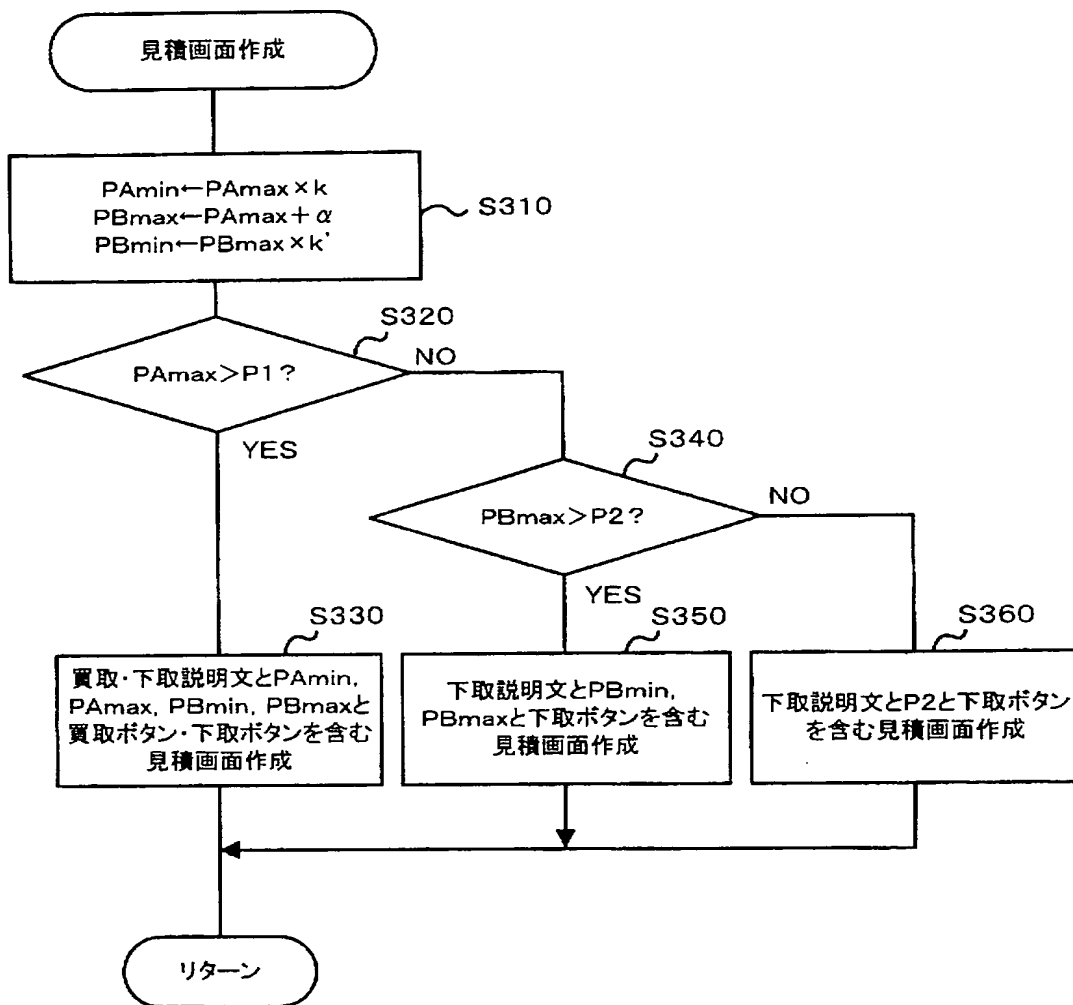 見積画面作成
PAmin←PAmax×k
PBmax←PAmax+α
PBmin←PBmax×k'
S310
S320
PAmax>P1?
NO
YES
S340
PBmax>P2?
NO
YES
S330
買取・下取説明文とPAmin,
PAmax, PBmin, PBmaxと
買取ボタン・下取ボタンを含む
見積画面作成
S350
下取説明文とPBmin,
PBmaxと下取ボタンを含む
見積画面作成
S360
下取説明文とP2と下取ボタン
を含む見積画面作成
リターン